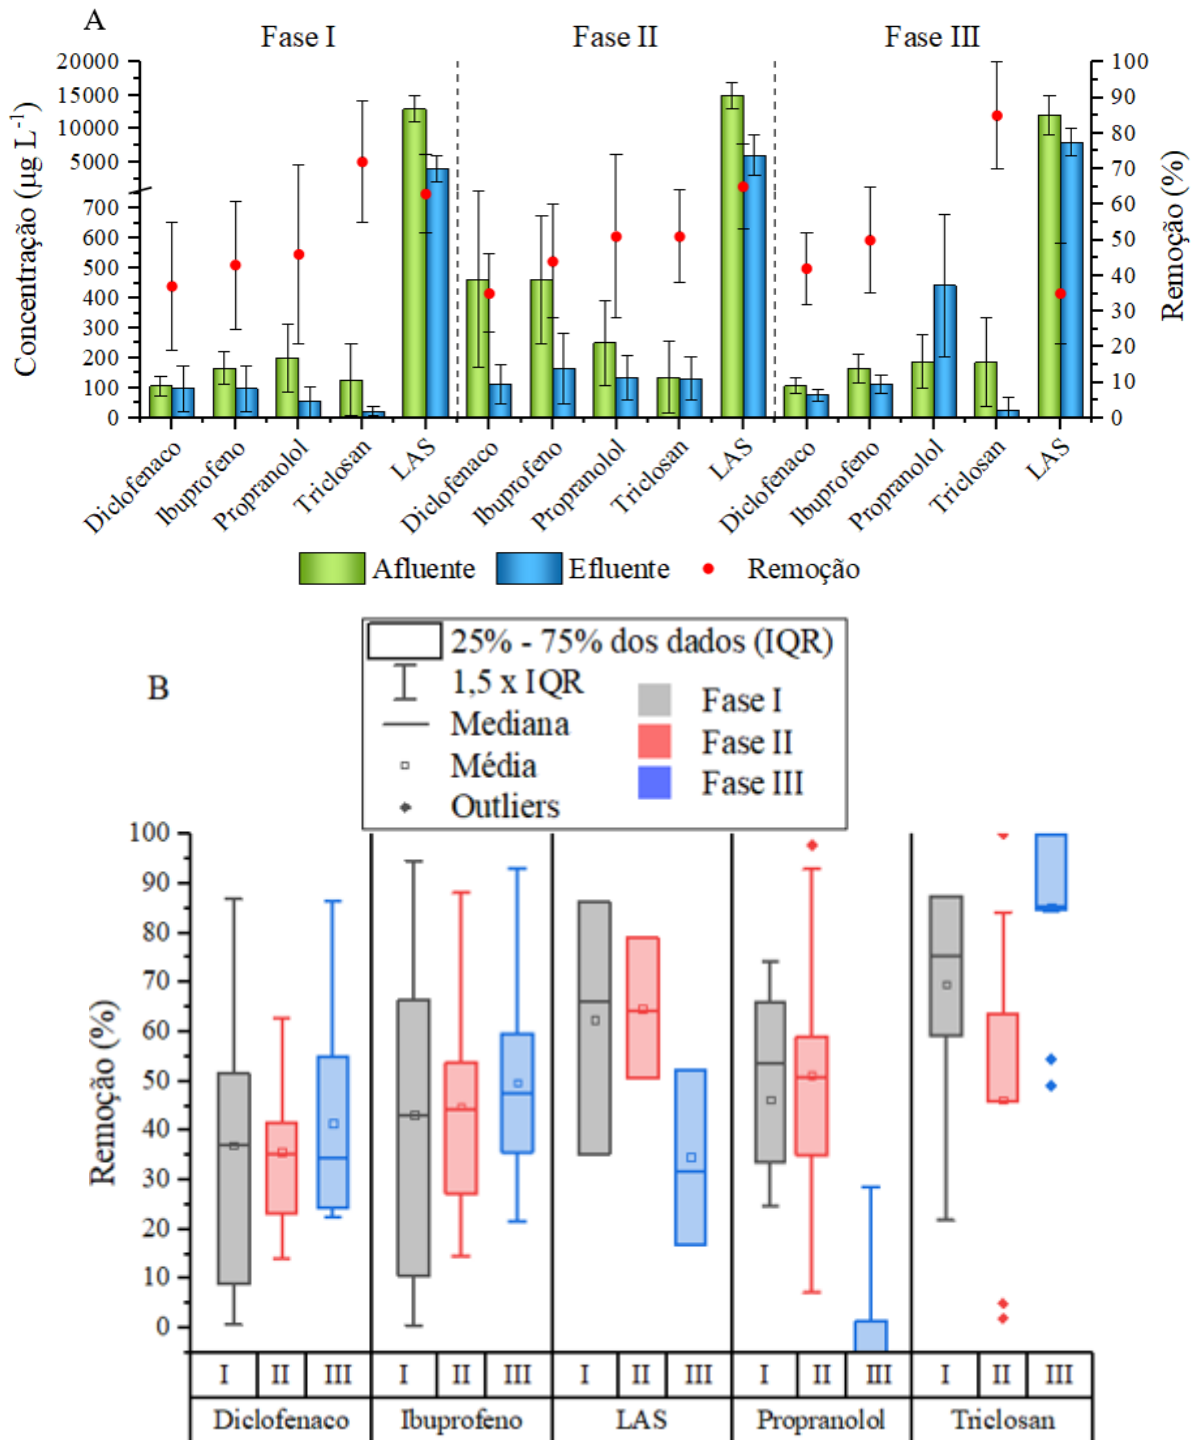 A
Fase I Fase II Fase III
Concentração (µg L⁻¹)
20000
15000
10000
5000
700
600
500
400
300
200
100
0
100
90
80
70
60
50
40
30
20
10
0
Remoção (%)
Diclofenaco Ibuprofeno Propranolol Triclosan LAS Diclofenaco Ibuprofeno Propranolol Triclosan LAS Diclofenaco Ibuprofeno Propranolol Triclosan LAS
Afluente Efluente Remoção
B
25% - 75% dos dados (IQR)
1,5 x IQR
Mediana
Média
Outliers
Fase I
Fase II
Fase III
Remoção (%)
100
90
80
70
60
50
40
30
20
10
0
I II III I II III I II III I II III I II III
Diclofenaco Ibuprofeno LAS Propranolol Triclosan